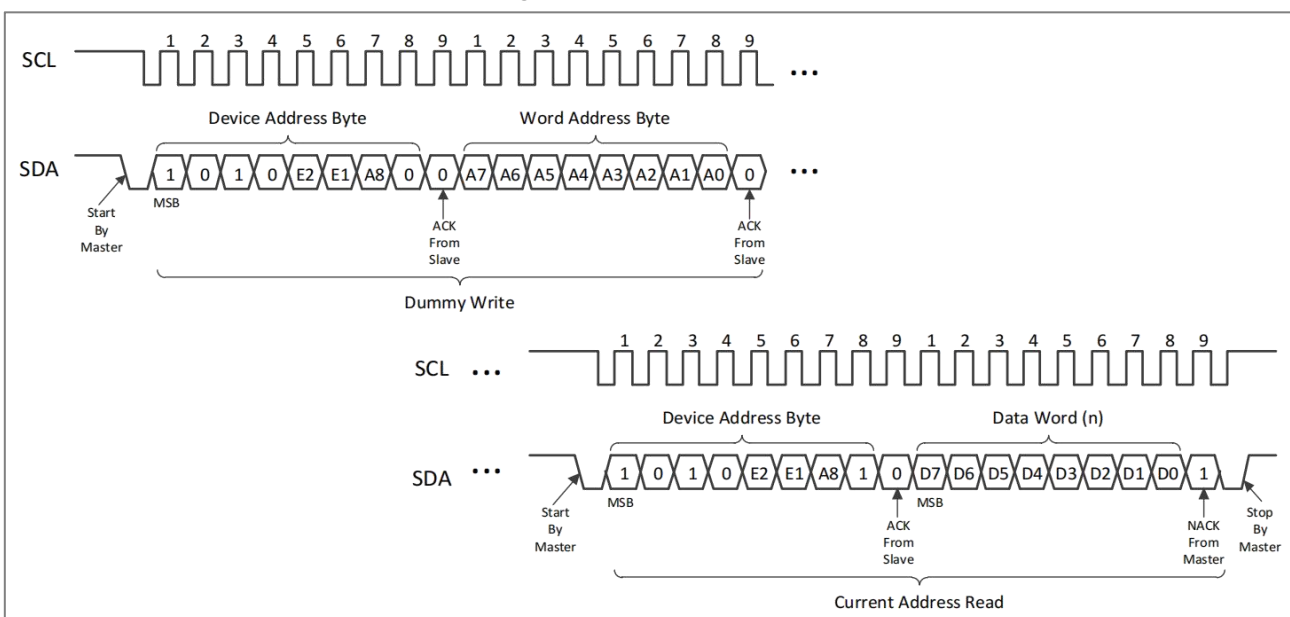 1 2 3 4 5 6 7 8 9 1 2 3 4 5 6 7 8 9
SCL ...
Device Address Byte Word Address Byte
SDA 1 0 1 0 E2 E1 A8 0 0 A7 A6 A5 A4 A3 A2 A1 A0 0 ...
MSB
Start
By
Master
ACK
From
Slave
ACK
From
Slave
Dummy Write
1 2 3 4 5 6 7 8 9 1 2 3 4 5 6 7 8 9
SCL ...
Device Address Byte Data Word (n)
SDA ... 1 0 1 0 E2 E1 A8 1 0 D7 D6 D5 D4 D3 D2 D1 D0 1
MSB MSB
Start
By
Master
ACK
From
Slave
NACK
From
Master
Stop
By
Master
Current Address Read